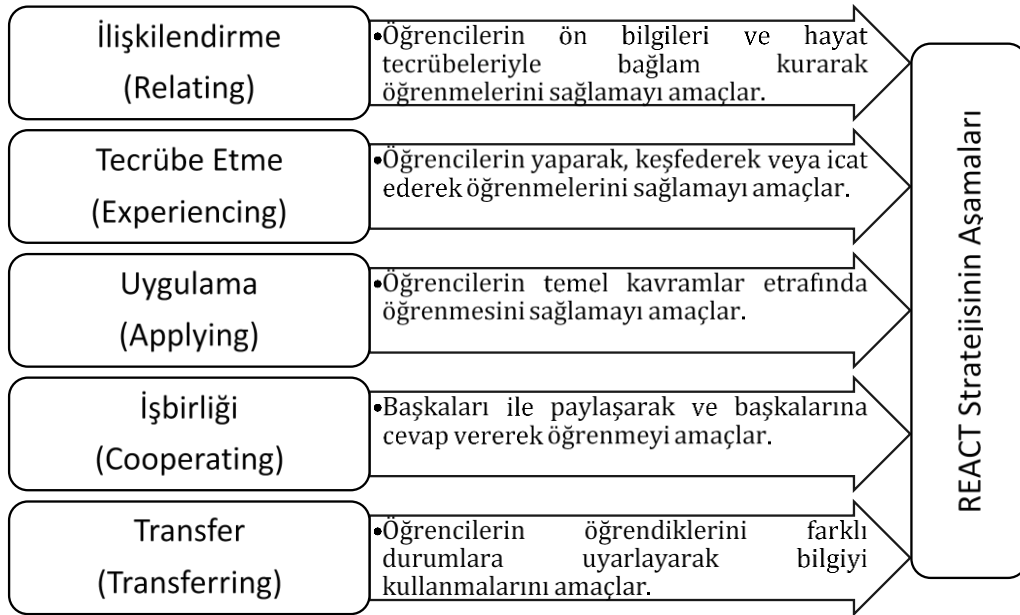 İlişkilendirme
(Relating)
•Öğrencilerin ön bilgileri ve hayat
tecrübeleriyle bağlam kurarak
öğrenmelerini sağlamayı amaçlar.
Tecrübe Etme
(Experiencing)
•Öğrencilerin yaparak, keşfederek veya icat
ederek öğrenmelerini sağlamayı amaçlar.
Uygulama
(Applying)
•Öğrencilerin temel kavramlar etrafında
öğrenmesini sağlamayı amaçlar.
İşbirliği
(Cooperating)
•Başkaları ile paylaşarak ve başkalarına
cevap vererek öğrenmeyi amaçlar.
Transfer
(Transferring)
•Öğrencilerin öğrendiklerini farklı
durumlara uyarlayarak bilgiyi
kullanmalarını amaçlar.
REACT Stratejisinin Aşamaları